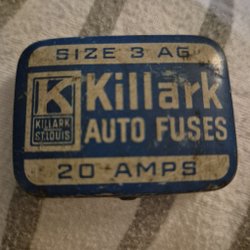 SIZE 3 AG
K
KILLARK
ST.LOUIS
Killark
AUTO FUSES
20 AMPS